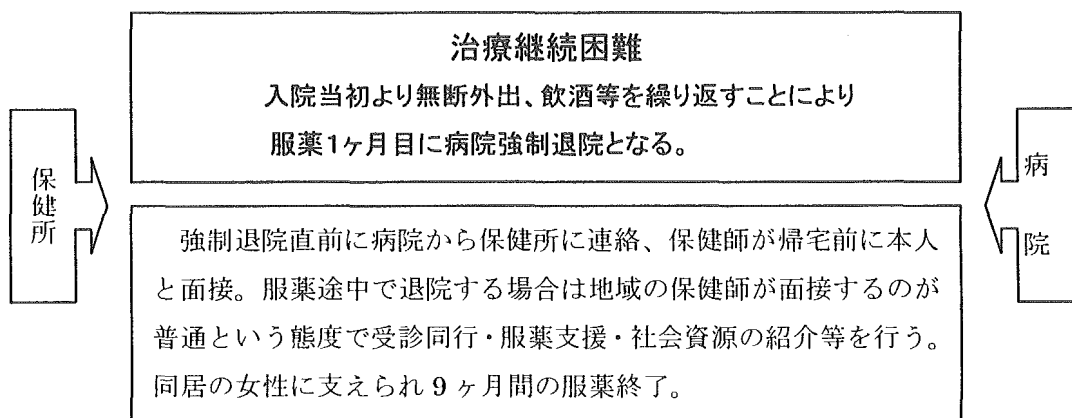 治療継続困難
入院当初より無断外出、飲酒等を繰り返すことにより
服薬1ヶ月目に病院強制退院となる。
保健所
病院
強制退院直前に病院から保健所に連絡、保健師が帰宅前に本人
と面接。服薬途中で退院する場合は地域の保健師が面接するのが
普通という態度で受診同行・服薬支援・社会資源の紹介等を行う。
同居の女性に支えられ9ヶ月間の服薬終了。